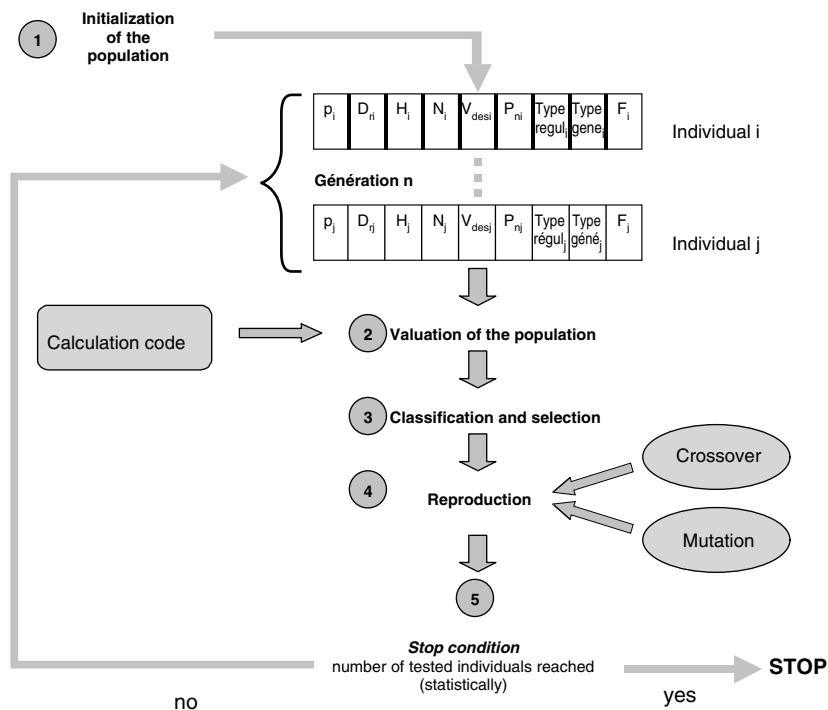 1
Initialization
of the
population
p_i D_ri H_i N_i V_desi P_ni Type regul_i Type gene_i F_i
Individual i
Génération n
p_j D_rj H_j N_j V_desj P_nj Type régul_j Type géné_j F_j
Individual j
Calculation code
2 Valuation of the population
3 Classification and selection
Crossover
4 Reproduction
Mutation
5
Stop condition
number of tested individuals reached
(statistically)
STOP
no
yes